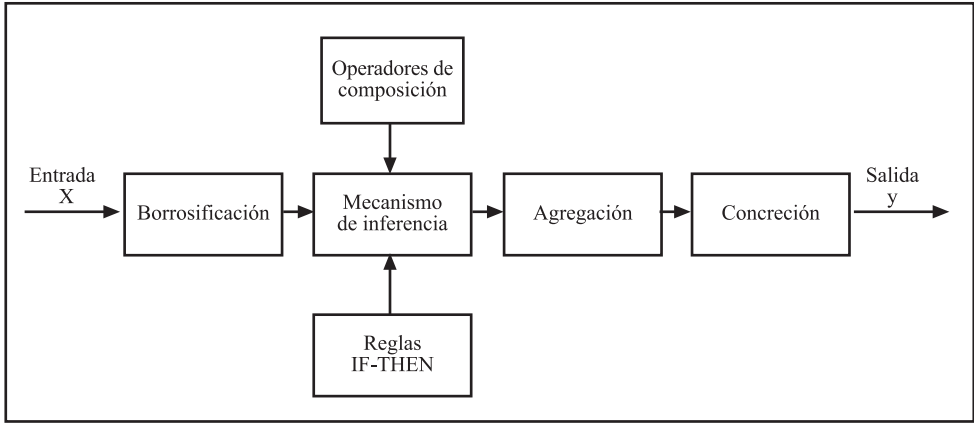 Operadores de
composición
Entrada
X
Borrosificación
Mecanismo
de inferencia
Agregación
Concreción
Salida
y
Reglas
IF-THEN